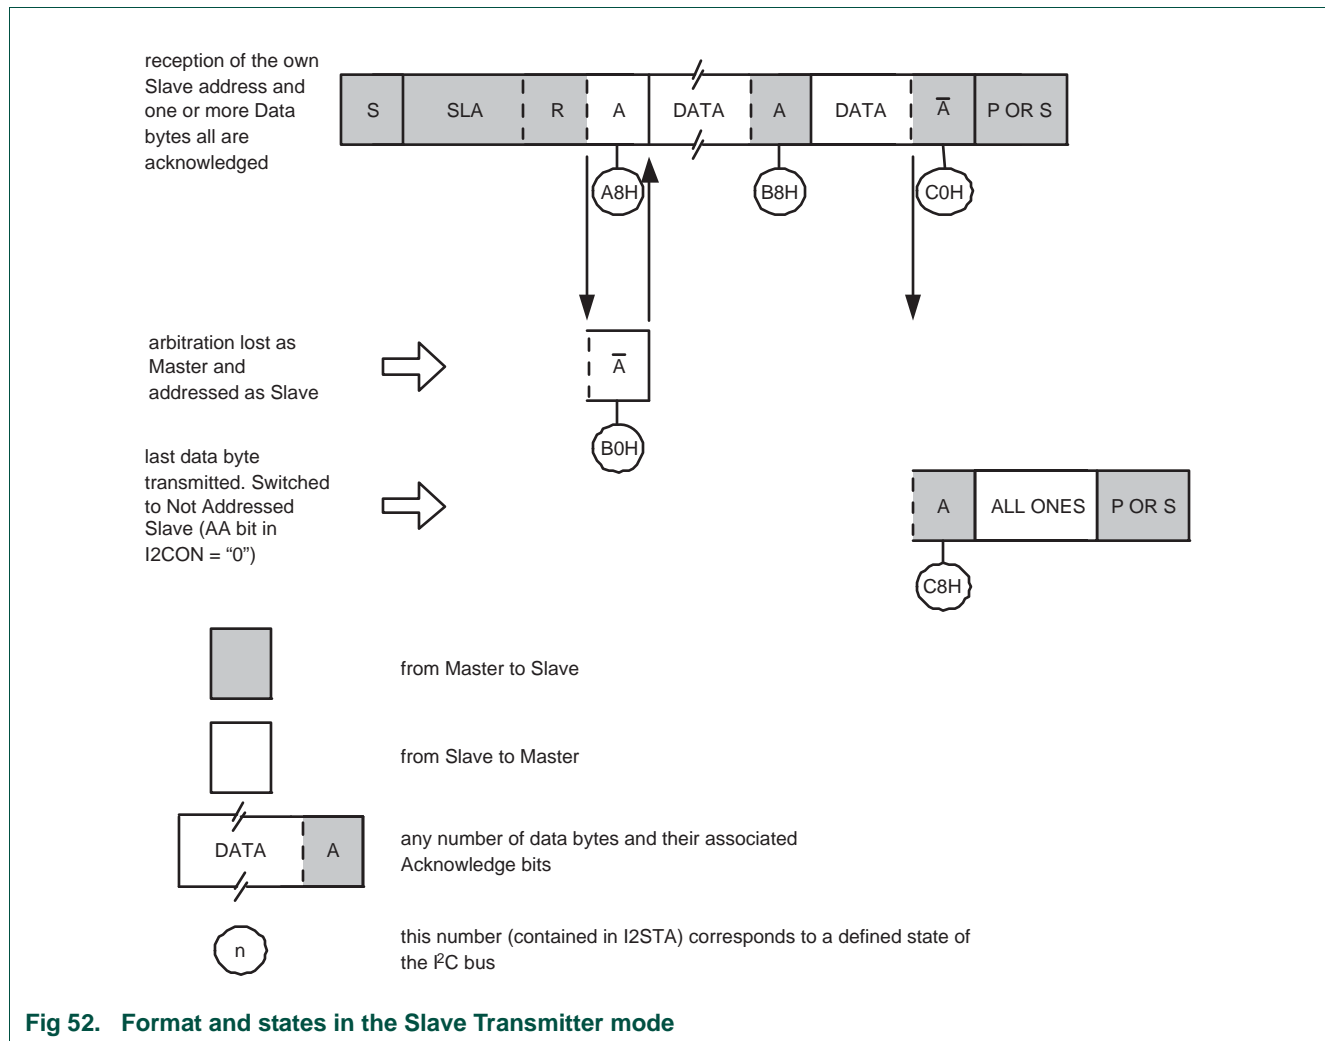 reception of the own
Slave address and
one or more Data
bytes all are
acknowledged
S SLA R A DATA A DATA A̅ P OR S
A8H B8H C0H
arbitration lost as
Master and
addressed as Slave
A̅
B0H
last data byte
transmitted. Switched
to Not Addressed
Slave (AA bit in
I2CON = “0”)
A ALL ONES P OR S
C8H
from Master to Slave
from Slave to Master
DATA A
any number of data bytes and their associated
Acknowledge bits
n
this number (contained in I2STA) corresponds to a defined state of
the I²C bus
Fig 52. Format and states in the Slave Transmitter mode